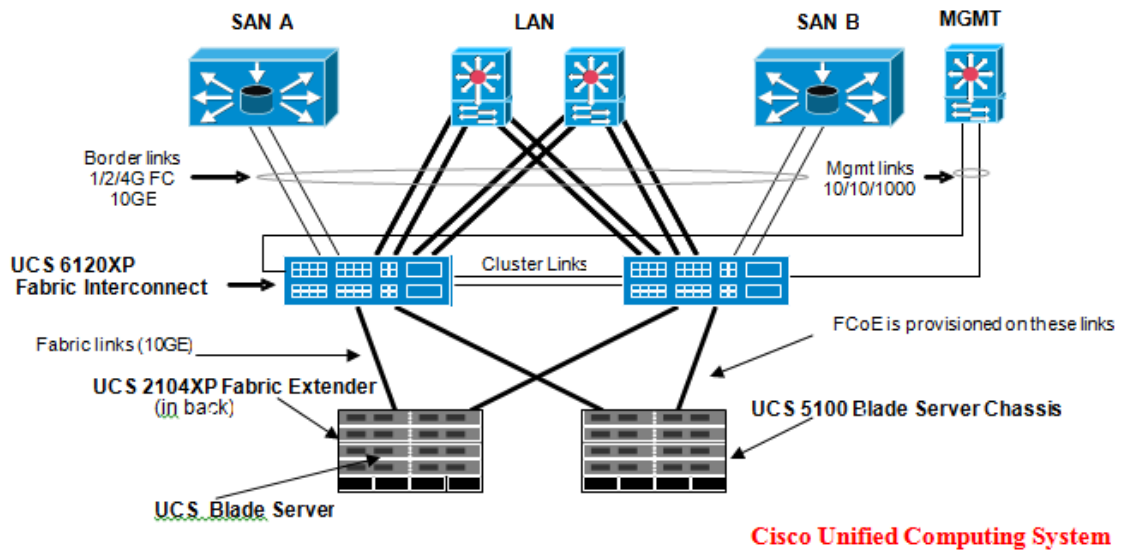 SAN A
LAN
SAN B
MGMT
Border links
1/2/4G FC
10GE
Mgmt links
10/10/1000
UCS 6120XP
Fabric Interconnect
Cluster Links
Fabric links (10GE)
FCoE is provisioned on these links
UCS 2104XP Fabric Extender
(in back)
UCS 5100 Blade Server Chassis
UCS Blade Server
Cisco Unified Computing System